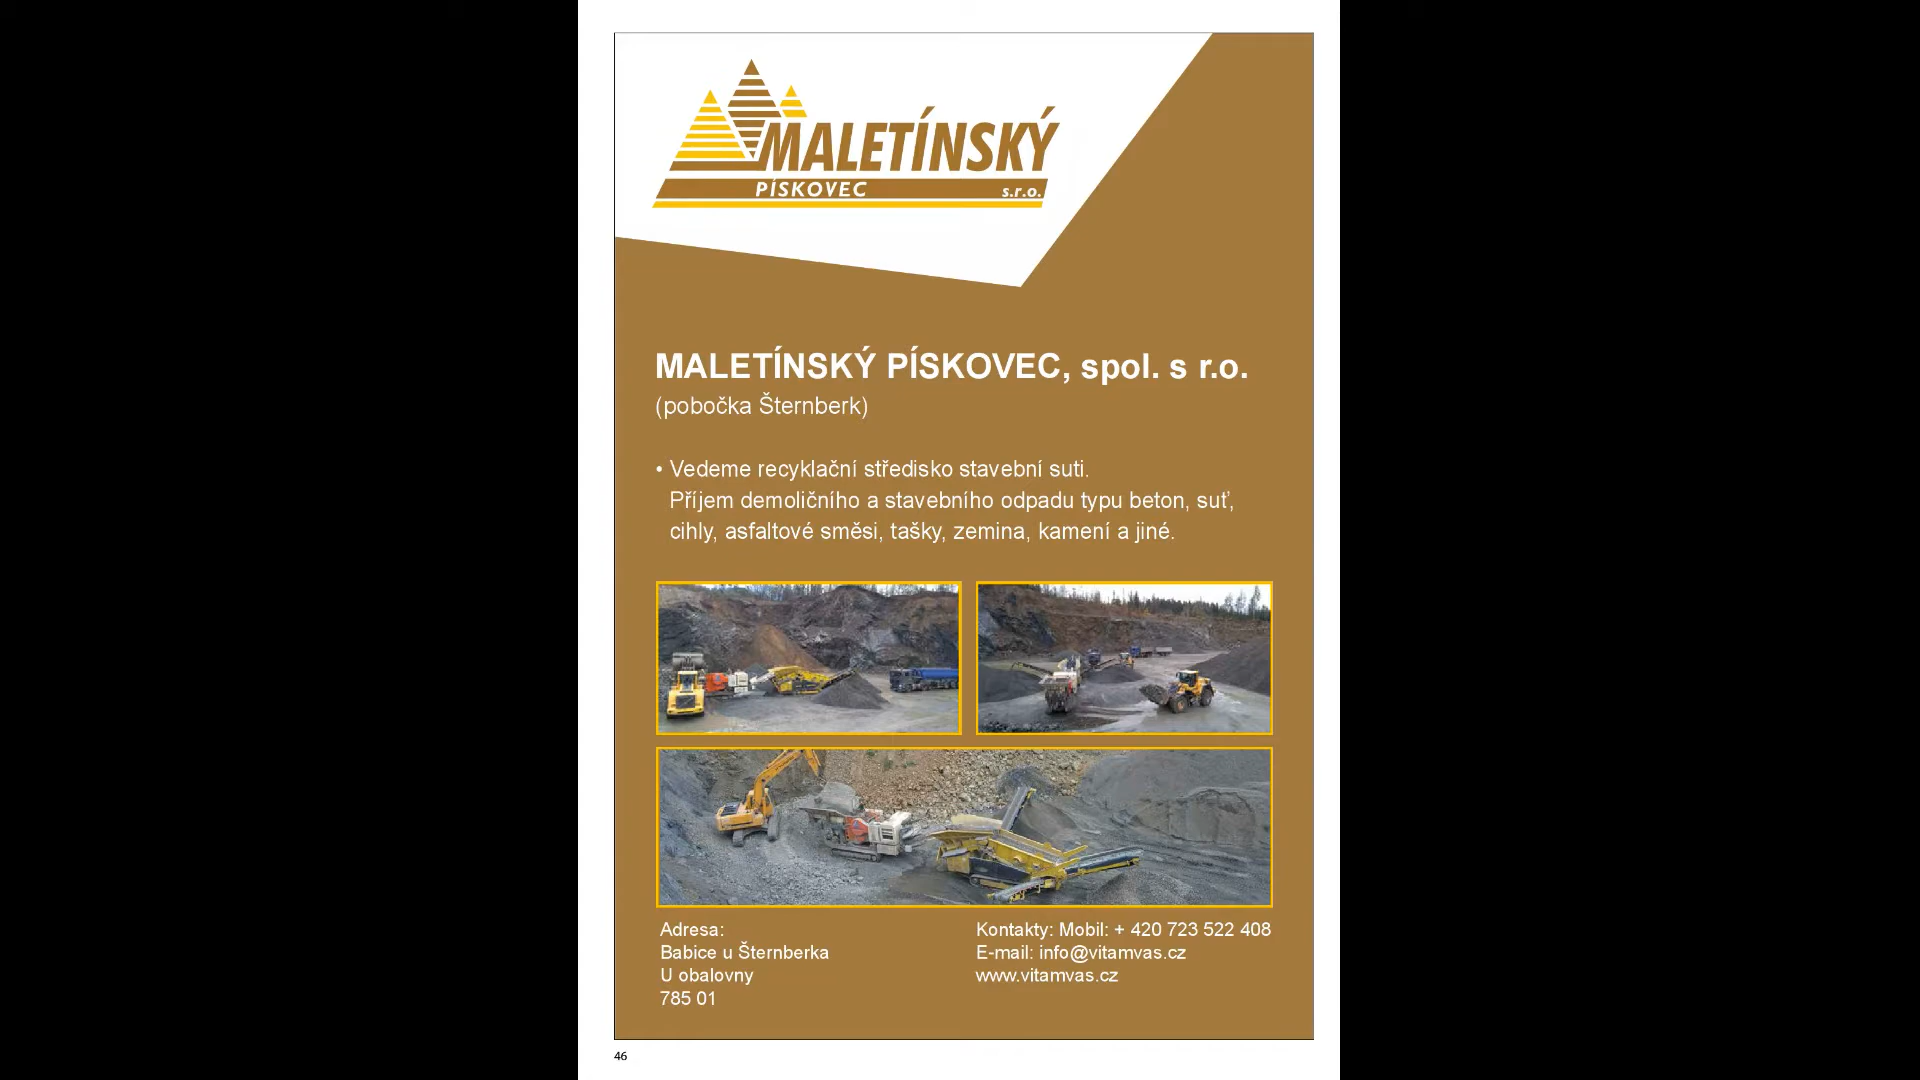 MALETÍNSKÝ
PÍSKOVEC s.r.o.
MALETÍNSKÝ PÍSKOVEC, spol. s r.o.
(pobočka Šternberk)
• Vedeme recyklační středisko stavební suti.
Příjem demoličního a stavebního odpadu typu beton, suť,
cihly, asfaltové směsi, tašky, zemina, kamení a jiné.
Adresa:
Babice u Šternberka
U obalovny
785 01
Kontakty: Mobil: + 420 723 522 408
E-mail: info@vitamvas.cz
www.vitamvas.cz
46